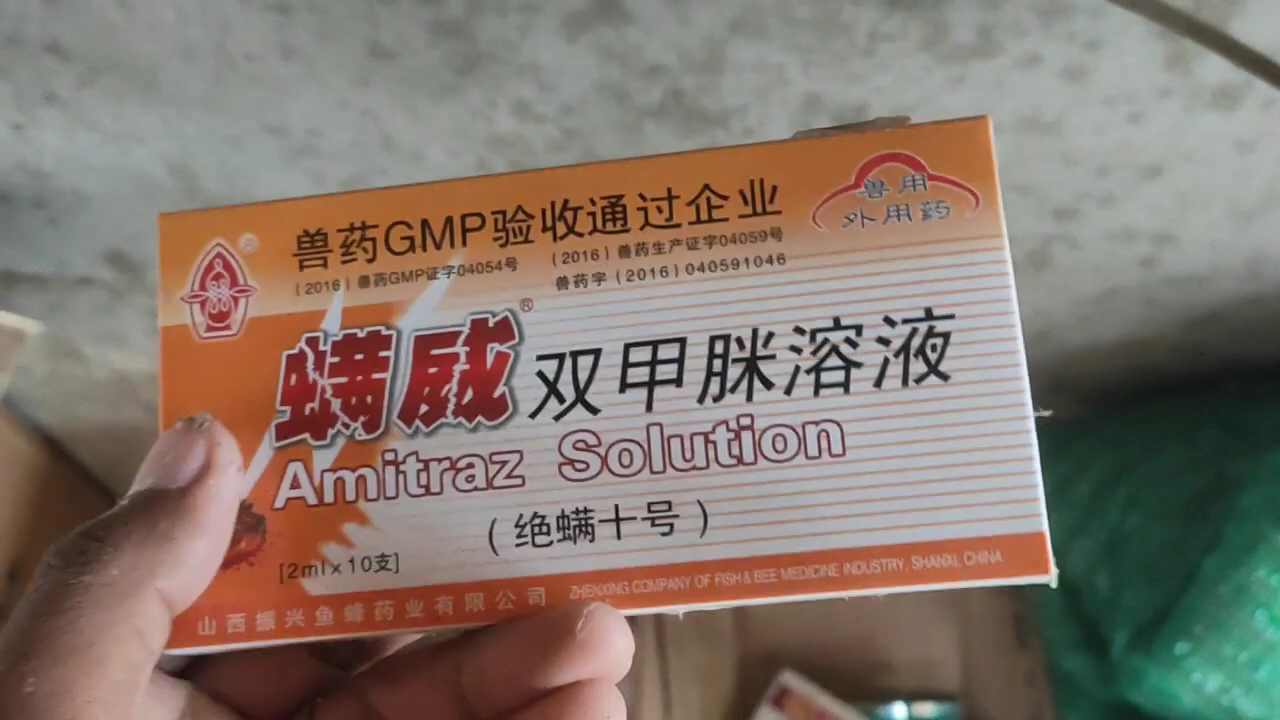 兽药GMP验收通过企业
(2016)兽药GMP证字04054号
(2016)兽药生产证字04059号
兽药字(2016)040591046
兽用
外用药
®
螨威®
双甲脒溶液
Amitraz Solution
(绝螨十号)
[2ml×10支]
山西振兴鱼蜂药业有限公司
ZHENXING COMPANY OF FISH & BEE MEDICINE INDUSTRY, SHANXI, CHINA